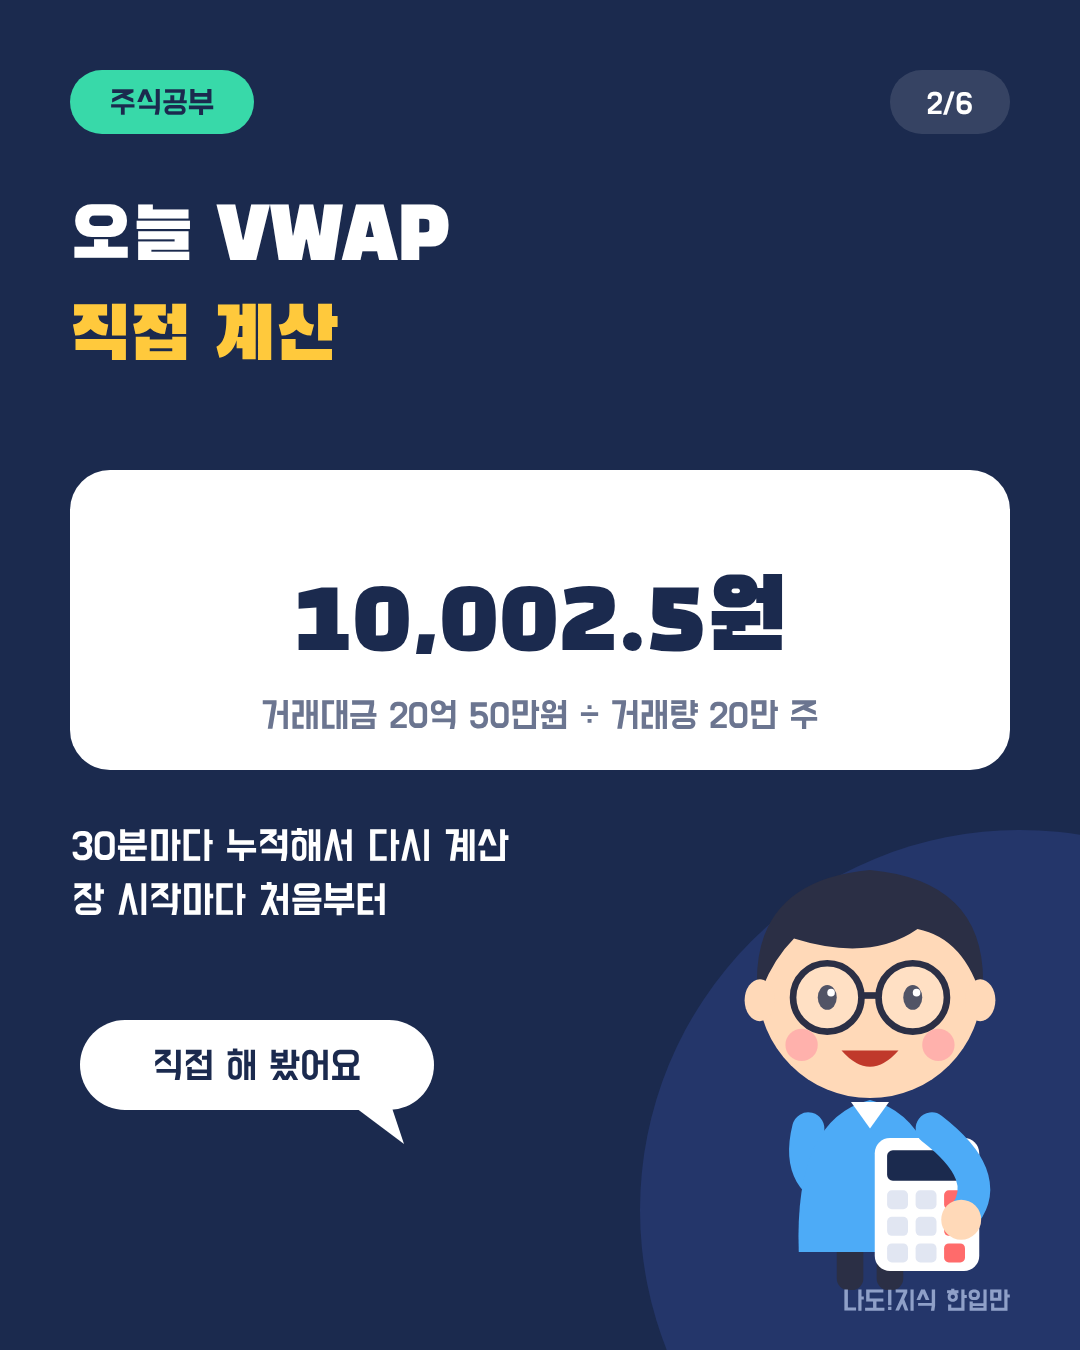 주식공부
2/6
오늘 VWAP
직접 계산
10,002.5원
거래대금 20억 50만원 ÷ 거래량 20만 주
30분마다 누적해서 다시 계산
장 시작마다 처음부터
직접 해 봤어요
나도!지식 한입만